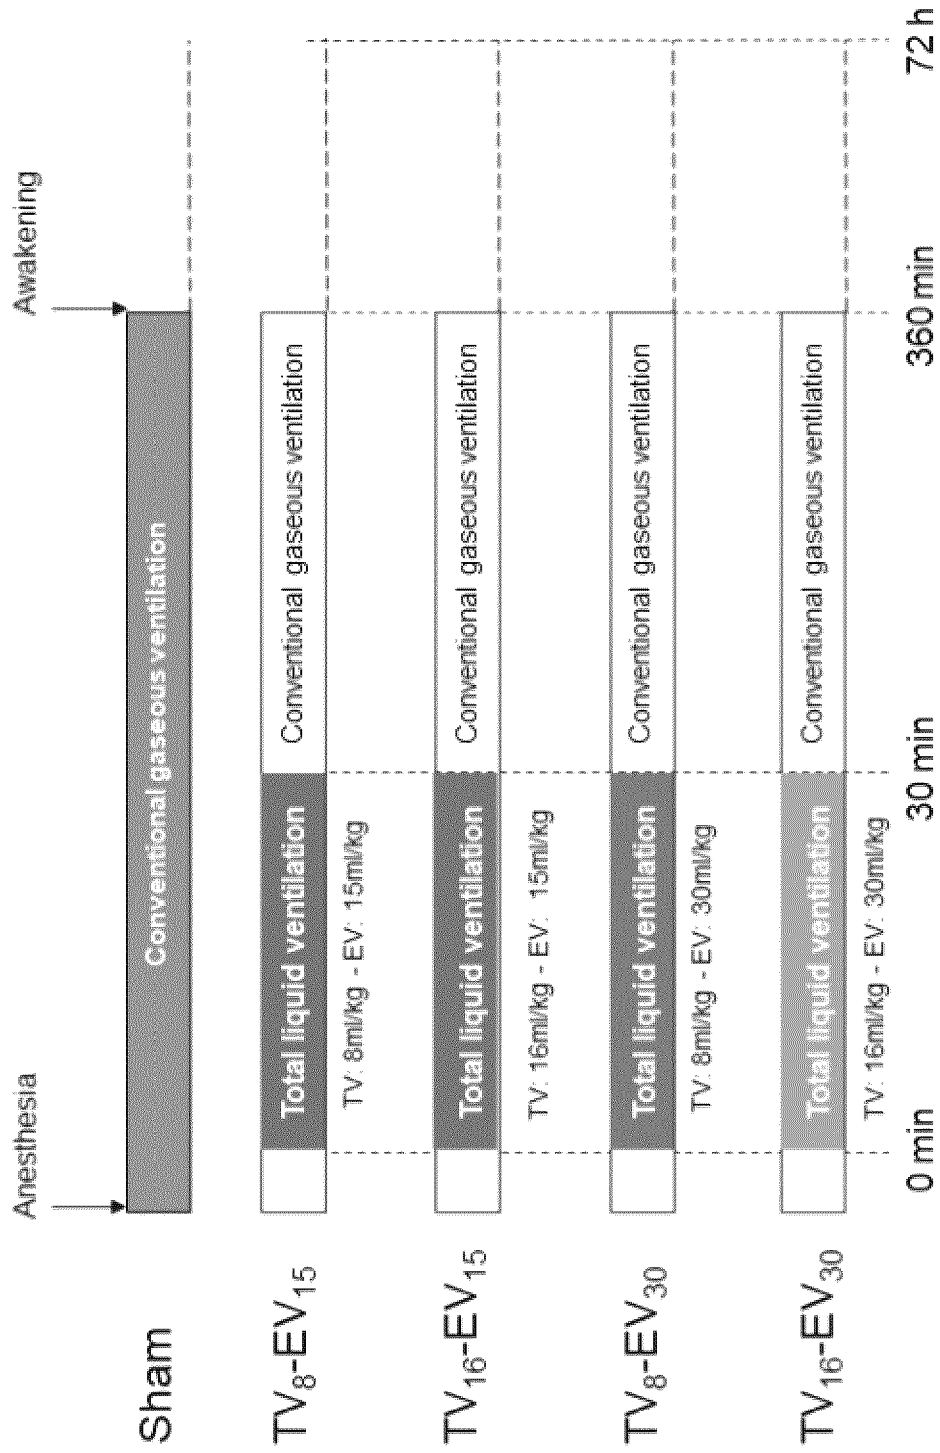 Anesthesia
Awakening
Sham
Conventional gaseous ventilation
TV8-EV15
Total liquid ventilation
Conventional gaseous ventilation
TV: 8ml/kg - EV: 15ml/kg
TV16-EV15
Total liquid ventilation
Conventional gaseous ventilation
TV: 16ml/kg - EV: 15ml/kg
TV8-EV30
Total liquid ventilation
Conventional gaseous ventilation
TV: 8ml/kg - EV: 30ml/kg
TV16-EV30
Total liquid ventilation
Conventional gaseous ventilation
TV: 16ml/kg - EV: 30ml/kg
0 min
30 min
360 min
72 h